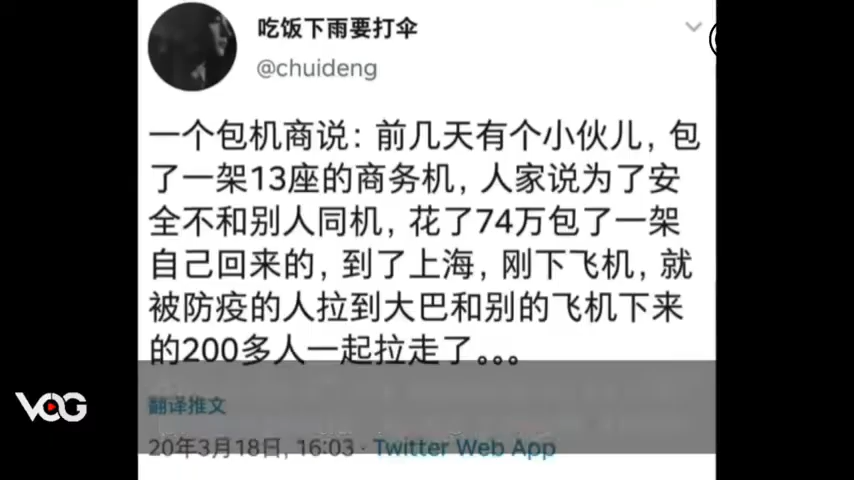 吃饭下雨要打伞
@chuideng
一个包机商说：前几天有个小伙儿，包
了一架13座的商务机，人家说为了安
全不和别人同机，花了74万包了一架
自己回来的，到了上海，刚下飞机，就
被防疫的人拉到大巴和别的飞机下来
的200多人一起拉走了。。。
翻译推文
20年3月18日, 16:03 · Twitter Web App
VOG